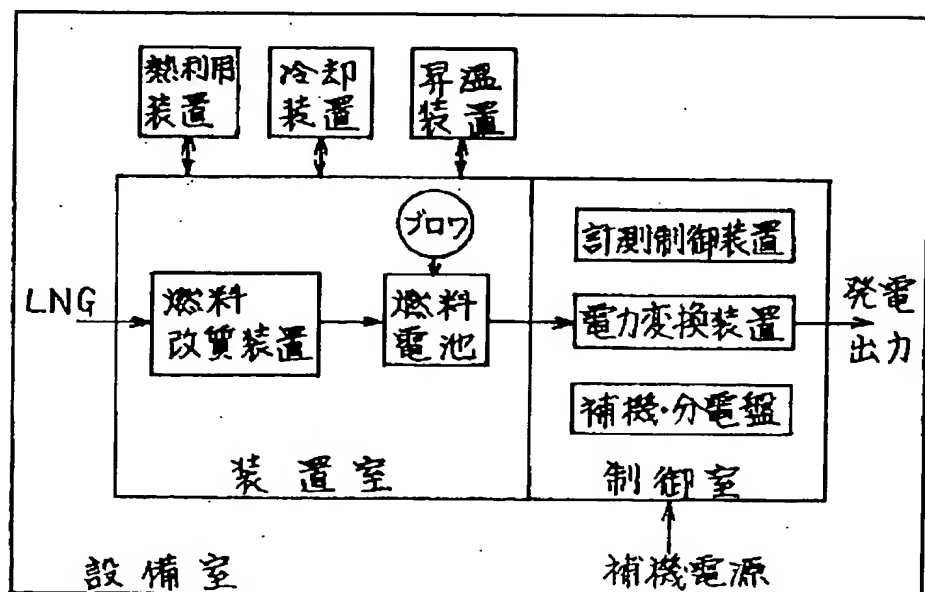 熱利用
装置
冷却
装置
昇温
装置
ブロワ
計測制御装置
LNG
燃料
改質装置
燃料
電池
電力変換装置
発電
出力
補機・分電盤
装置室
制御室
設備室
補機電源